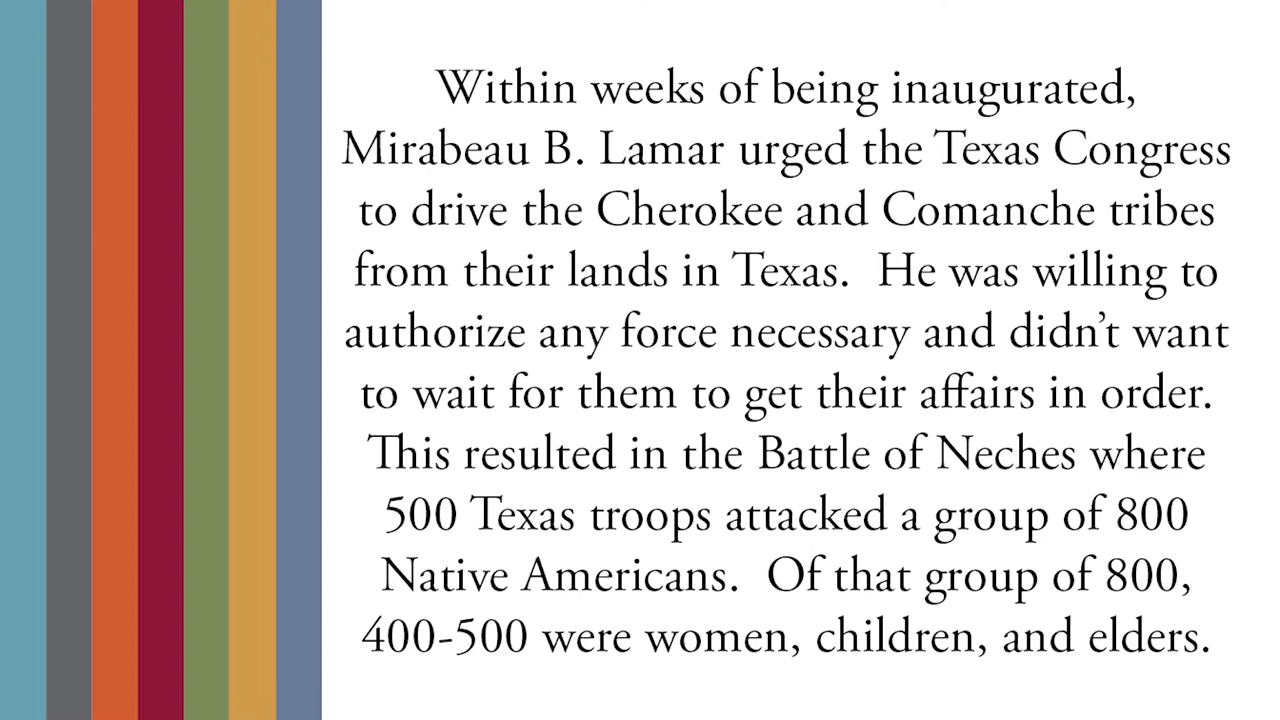 Within weeks of being inaugurated,
Mirabeau B. Lamar urged the Texas Congress
to drive the Cherokee and Comanche tribes
from their lands in Texas.  He was willing to
authorize any force necessary and didn’t want
to wait for them to get their affairs in order.
This resulted in the Battle of Neches where
500 Texas troops attacked a group of 800
Native Americans.  Of that group of 800,
400-500 were women, children, and elders.